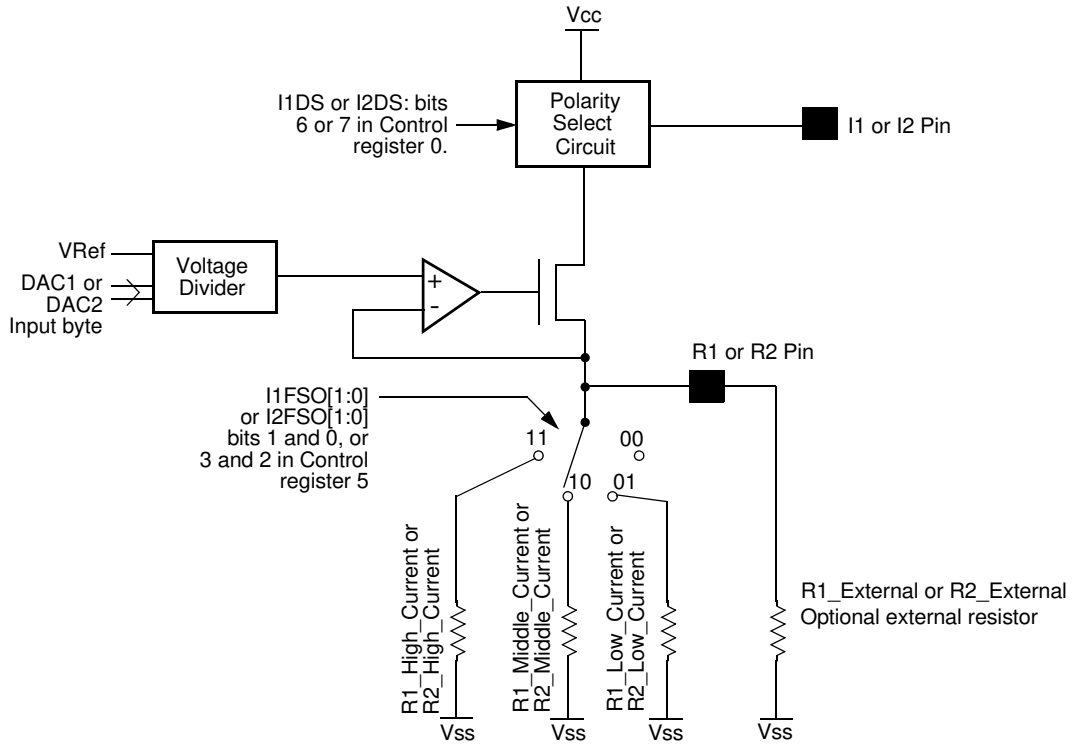 Vcc
I1DS or I2DS: bits
6 or 7 in Control
register 0.
Polarity
Select
Circuit
I1 or I2 Pin
VRef
DAC1 or
DAC2
Input byte
Voltage
Divider
+
-
R1 or R2 Pin
I1FSO[1:0]
or I2FSO[1:0]
bits 1 and 0, or
3 and 2 in Control
register 5
11
00
10
01
R1_High_Current or
R2_High_Current
R1_Middle_Current or
R2_Middle_Current
R1_Low_Current or
R2_Low_Current
R1_External or R2_External
Optional external resistor
Vss
Vss
Vss
Vss